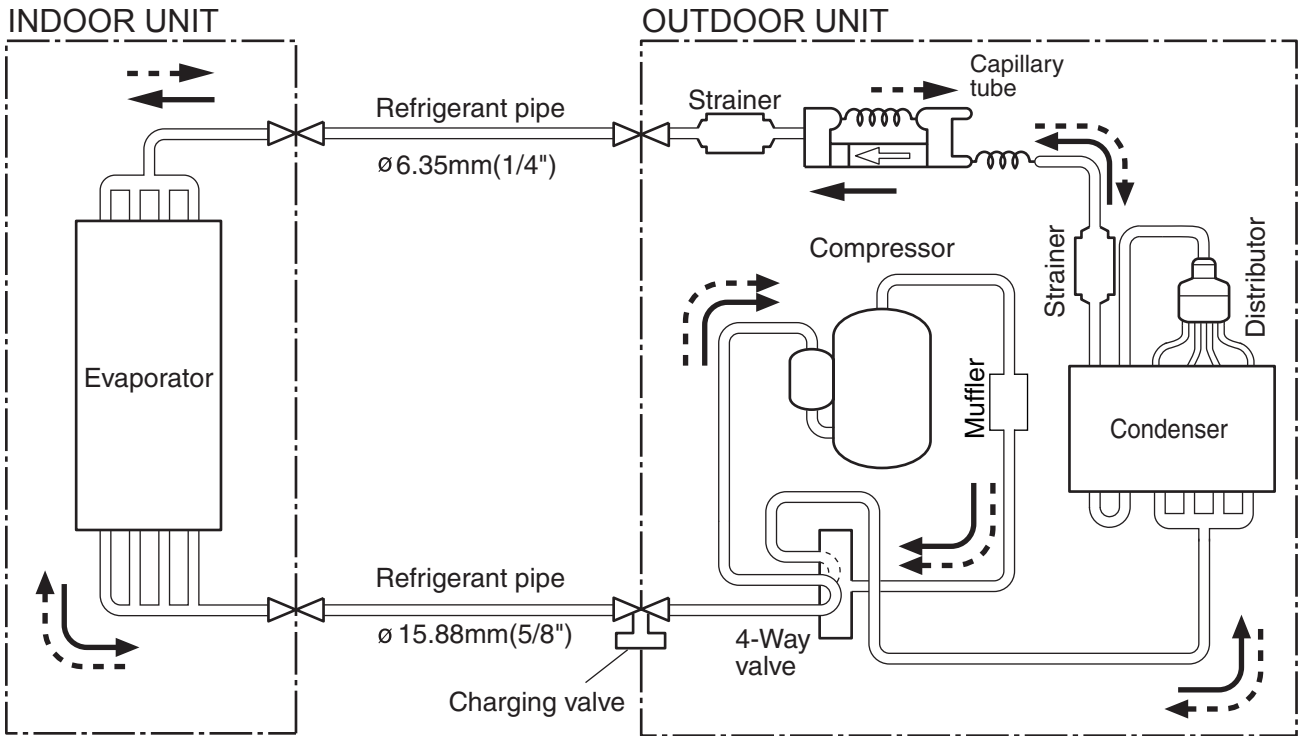 INDOOR UNIT
OUTDOOR UNIT
Capillary
tube
Refrigerant pipe
ø 6.35mm(1/4")
Strainer
Compressor
Strainer
Distributor
Evaporator
Muffler
Condenser
Refrigerant pipe
ø 15.88mm(5/8")
4-Way
valve
Charging valve